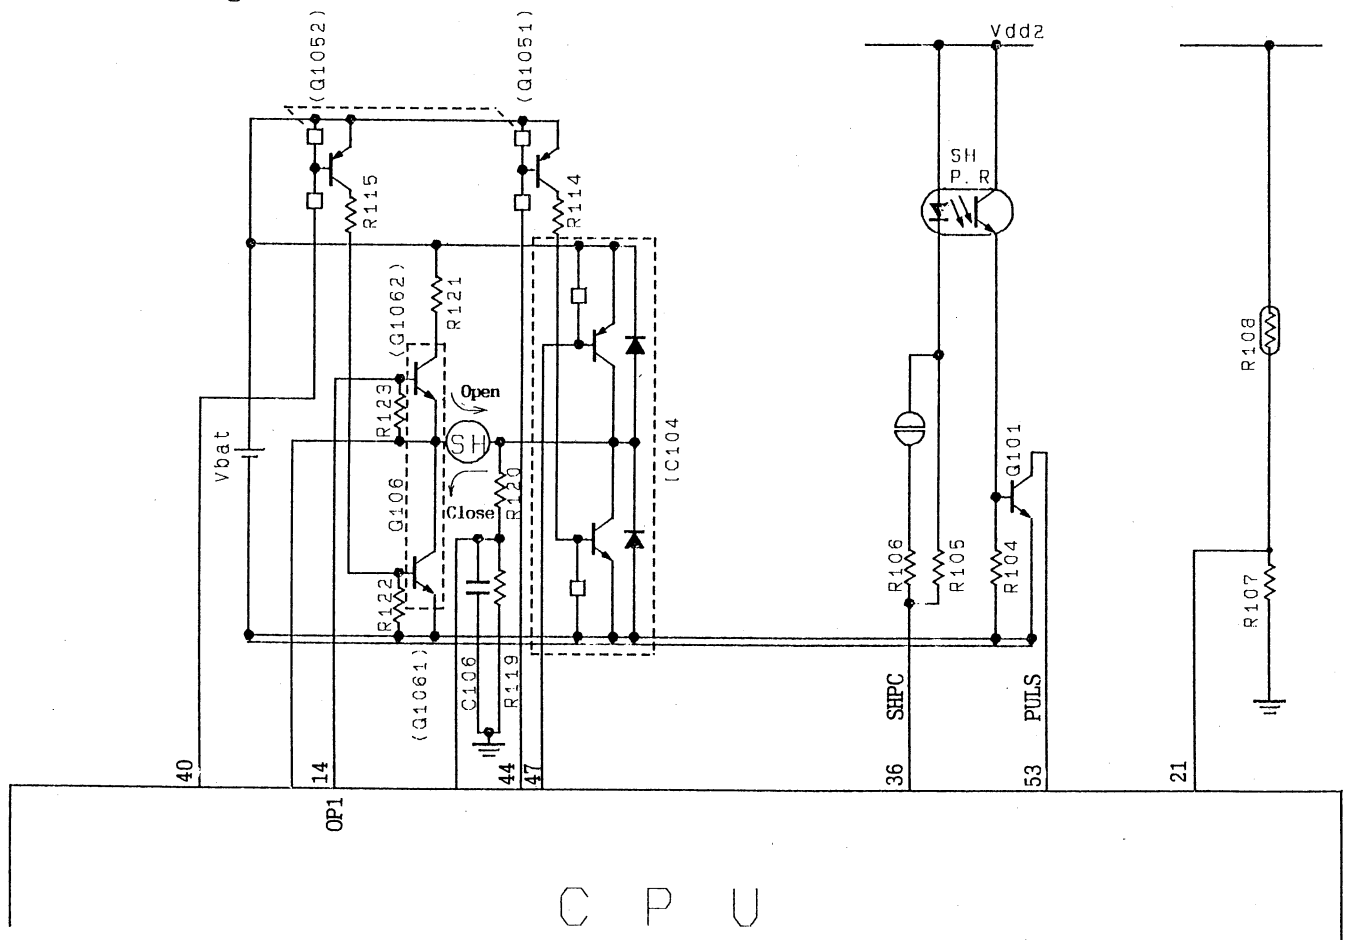 (Q1052)
(Q1051)
Vdd2
SH
P.R
R115
R114
(Q1062)
R121
R108
Open
R123
SH
Vbat
Q106
R120
Close
IC104
Q101
R106
R105
R104
R107
R122
(Q1061)
C106
R119
SHPC
PULS
40
14
44
47
36
53
21
OP1
CPU